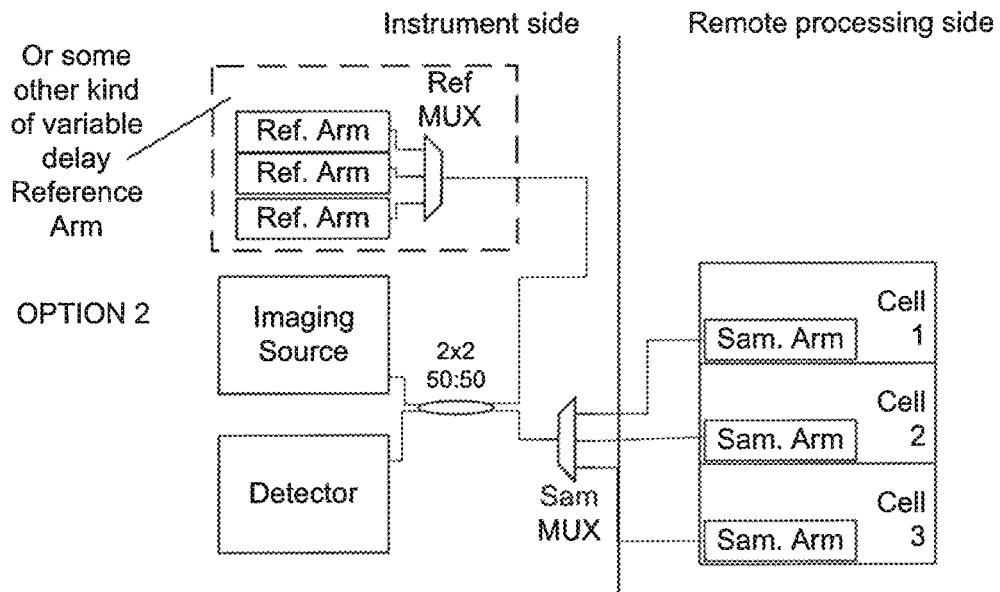 Instrument side
Remote processing side
Or some
other kind
of variable
delay
Reference
Arm
Ref
MUX
Ref. Arm
Ref. Arm
Ref. Arm
OPTION 2
Imaging
Source
2x2
50:50
Detector
Sam
MUX
Cell
1
Sam. Arm
Cell
2
Sam. Arm
Cell
3
Sam. Arm